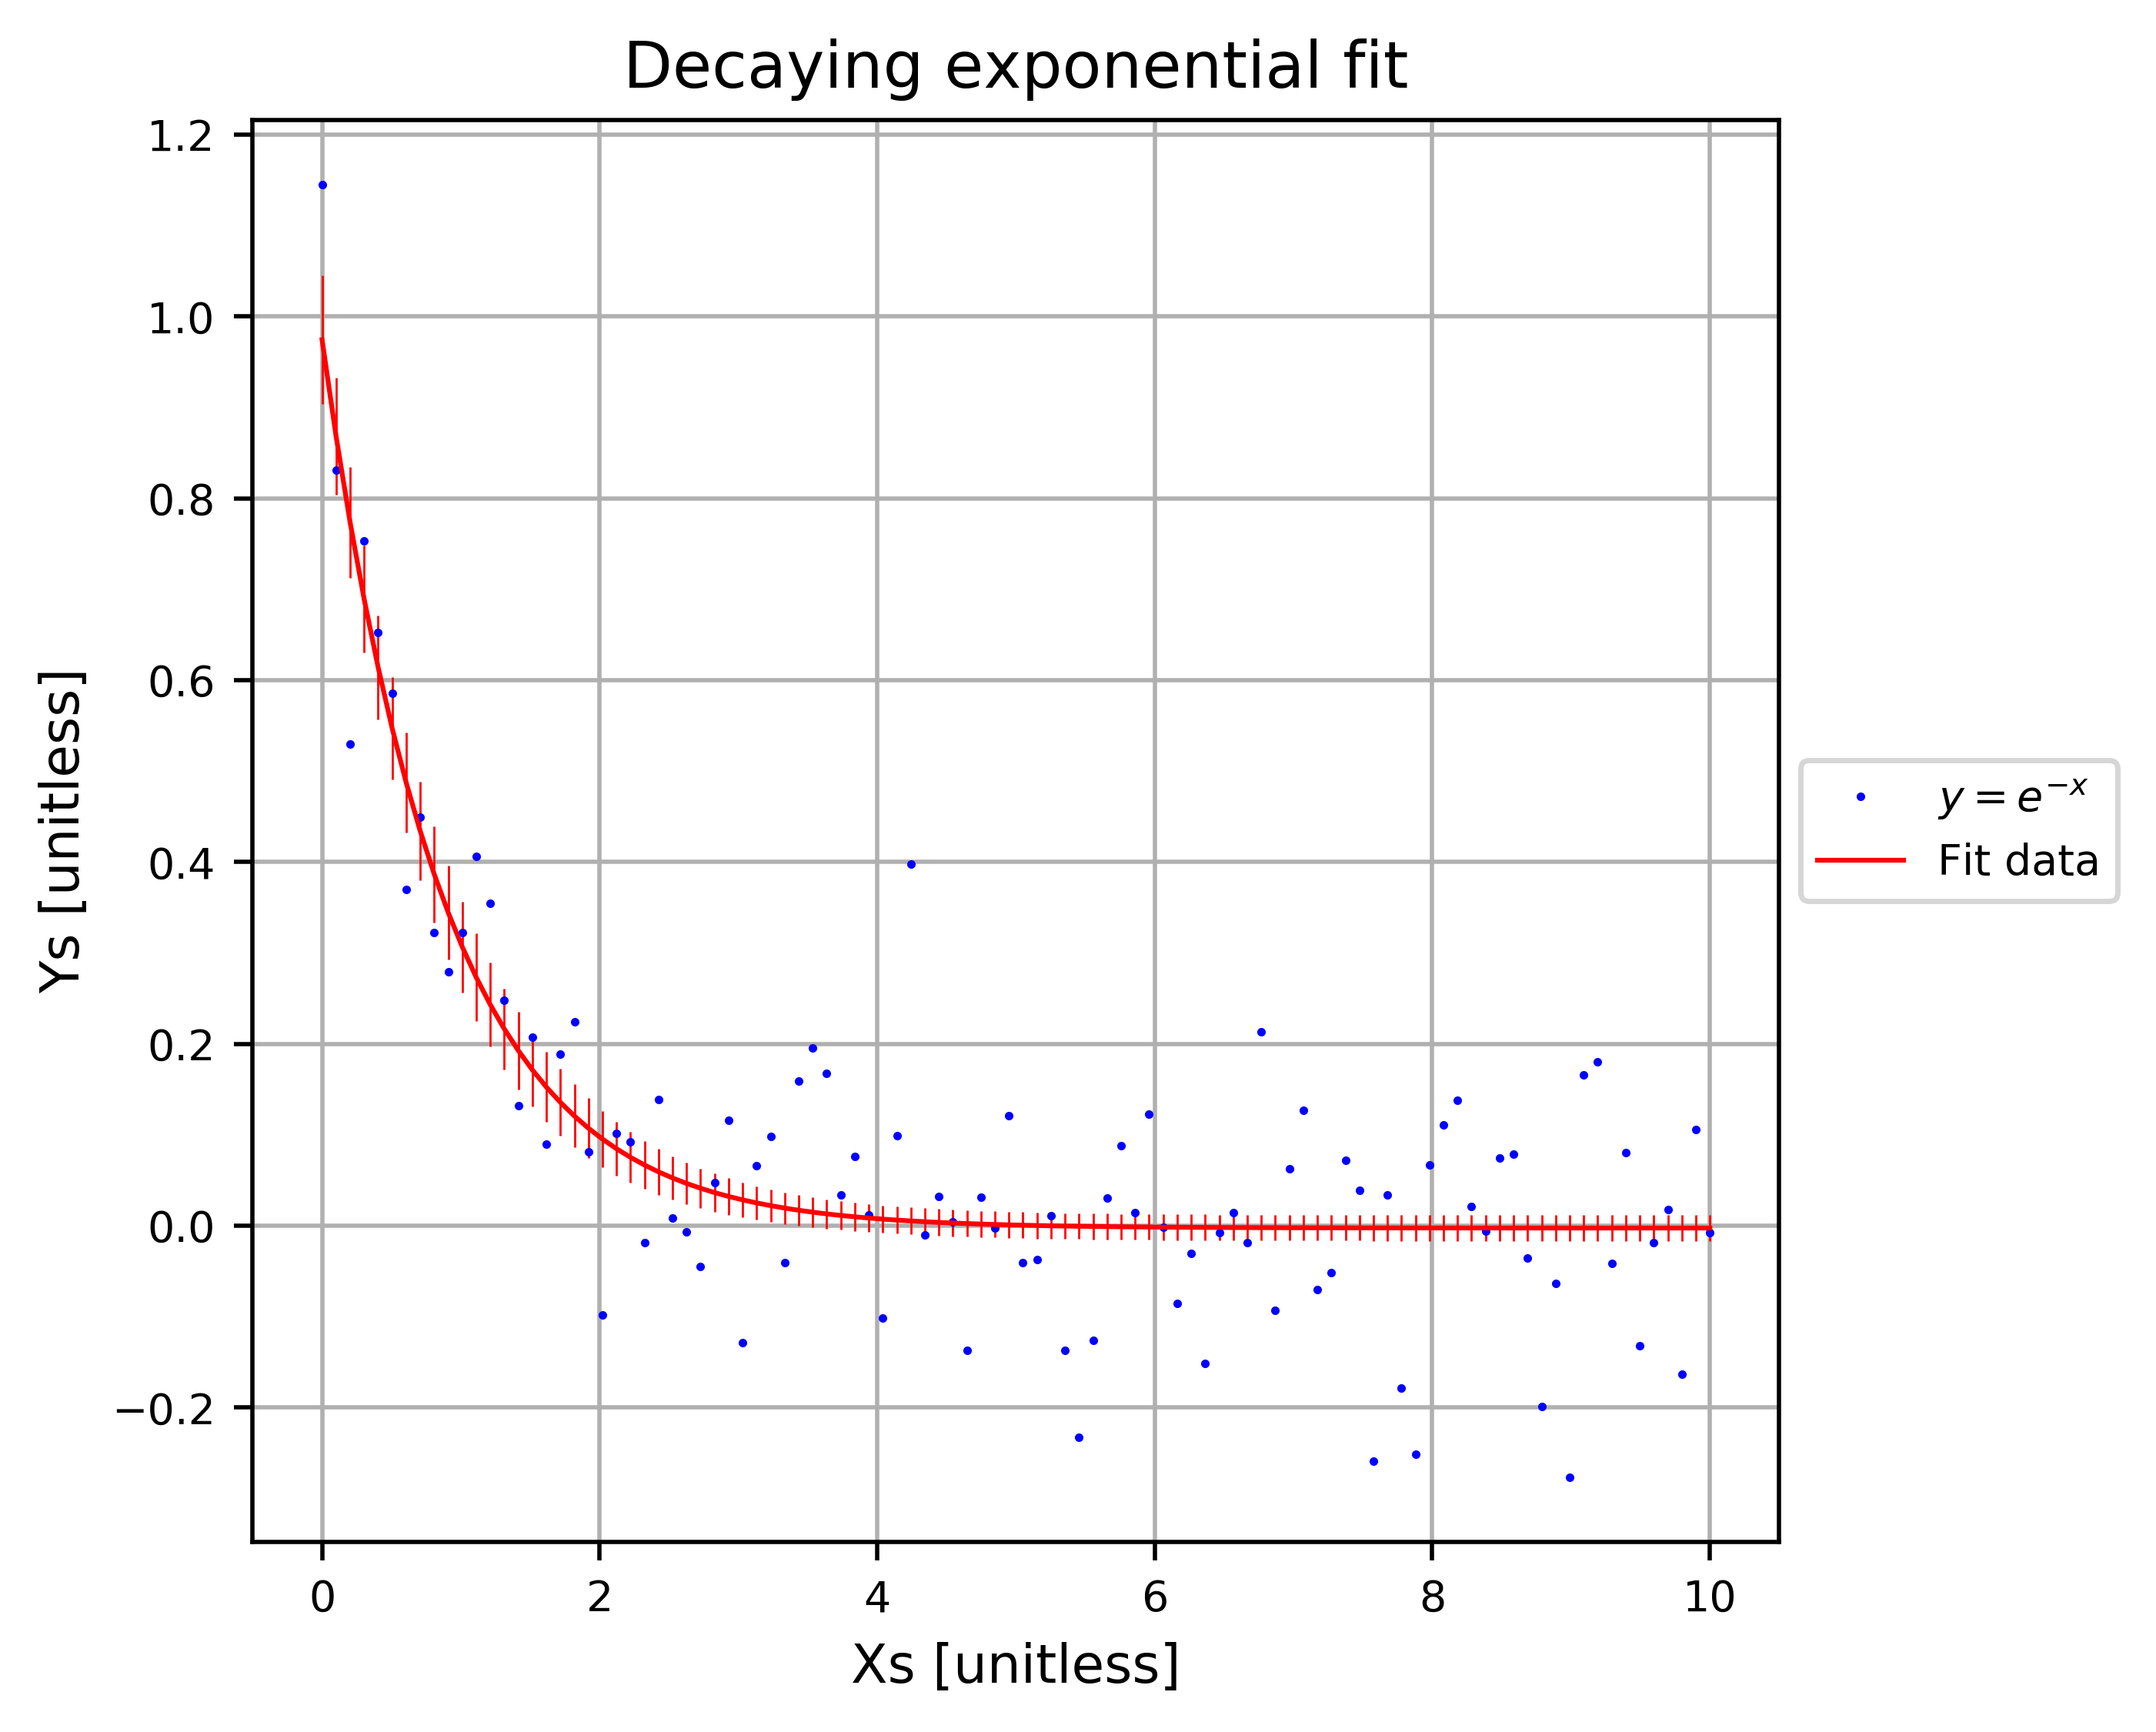 Decaying exponential fit
1.2
1.0
0.8
0.6
0.4
0.2
0.0
−0.2
Ys [unitless]
0 2 4 6 8 10
Xs [unitless]
y = e^{-x}
Fit data